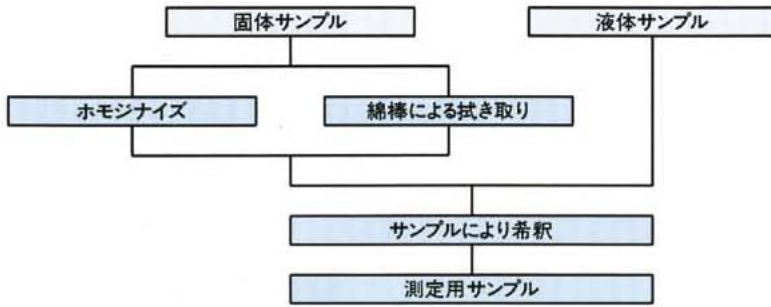 固体サンプル
液体サンプル
ホモジナイズ
綿棒による拭き取り
サンプルにより希釈
測定用サンプル